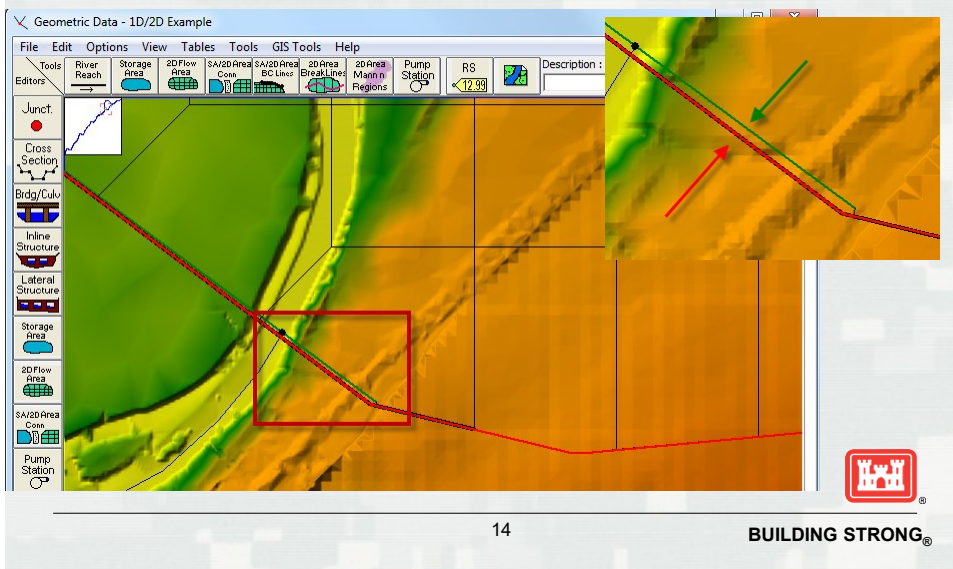 Geometric Data - 1D/2D Example
File Edit Options View Tables Tools GIS Tools Help
Tools
Editors
River
Reach
Storage
Area
2D Flow
Area
SA/2D Area
Conn
SA/2D Area
BC Lines
2D Area
BreakLines
2D Area
Mann n
Regions
Pump
Station
RS
12.99
Description :
Junct.
Cross
Section
Brdg/Culv
Inline
Structure
Lateral
Structure
Storage
Area
2D Flow
Area
SA/2D Area
Conn
Pump
Station
®
14
BUILDING STRONG®